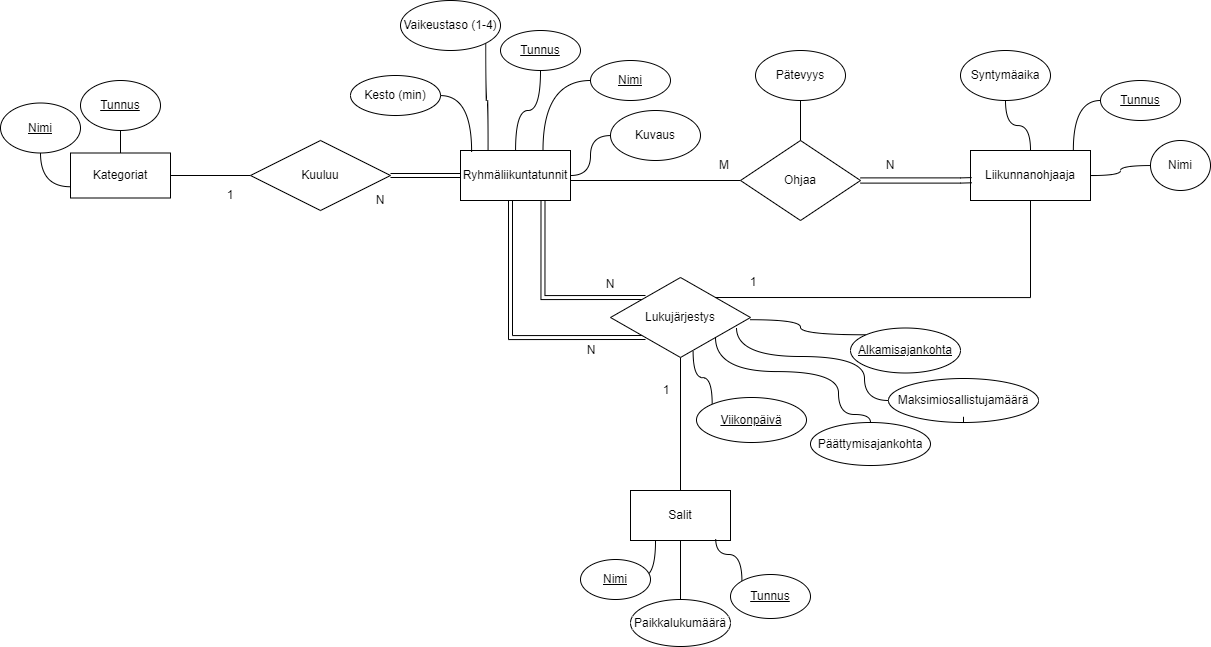 Vaikeustaso (1-4)
Tunnus
Nimi
Kesto (min)
Kuvaus
Pätevyys
Syntymäaika
Tunnus
Nimi
Tunnus
Nimi
Kategoriat
1
Kuuluu
N
Ryhmäliikuntatunnit
M
Ohjaa
N
Liikunnanohjaaja
N
1
Lukujärjestys
N
1
Alkamisajankohta
Maksimiosallistujamäärä
Viikonpäivä
Päättymisajankohta
Salit
Nimi
Tunnus
Paikkalukumäärä